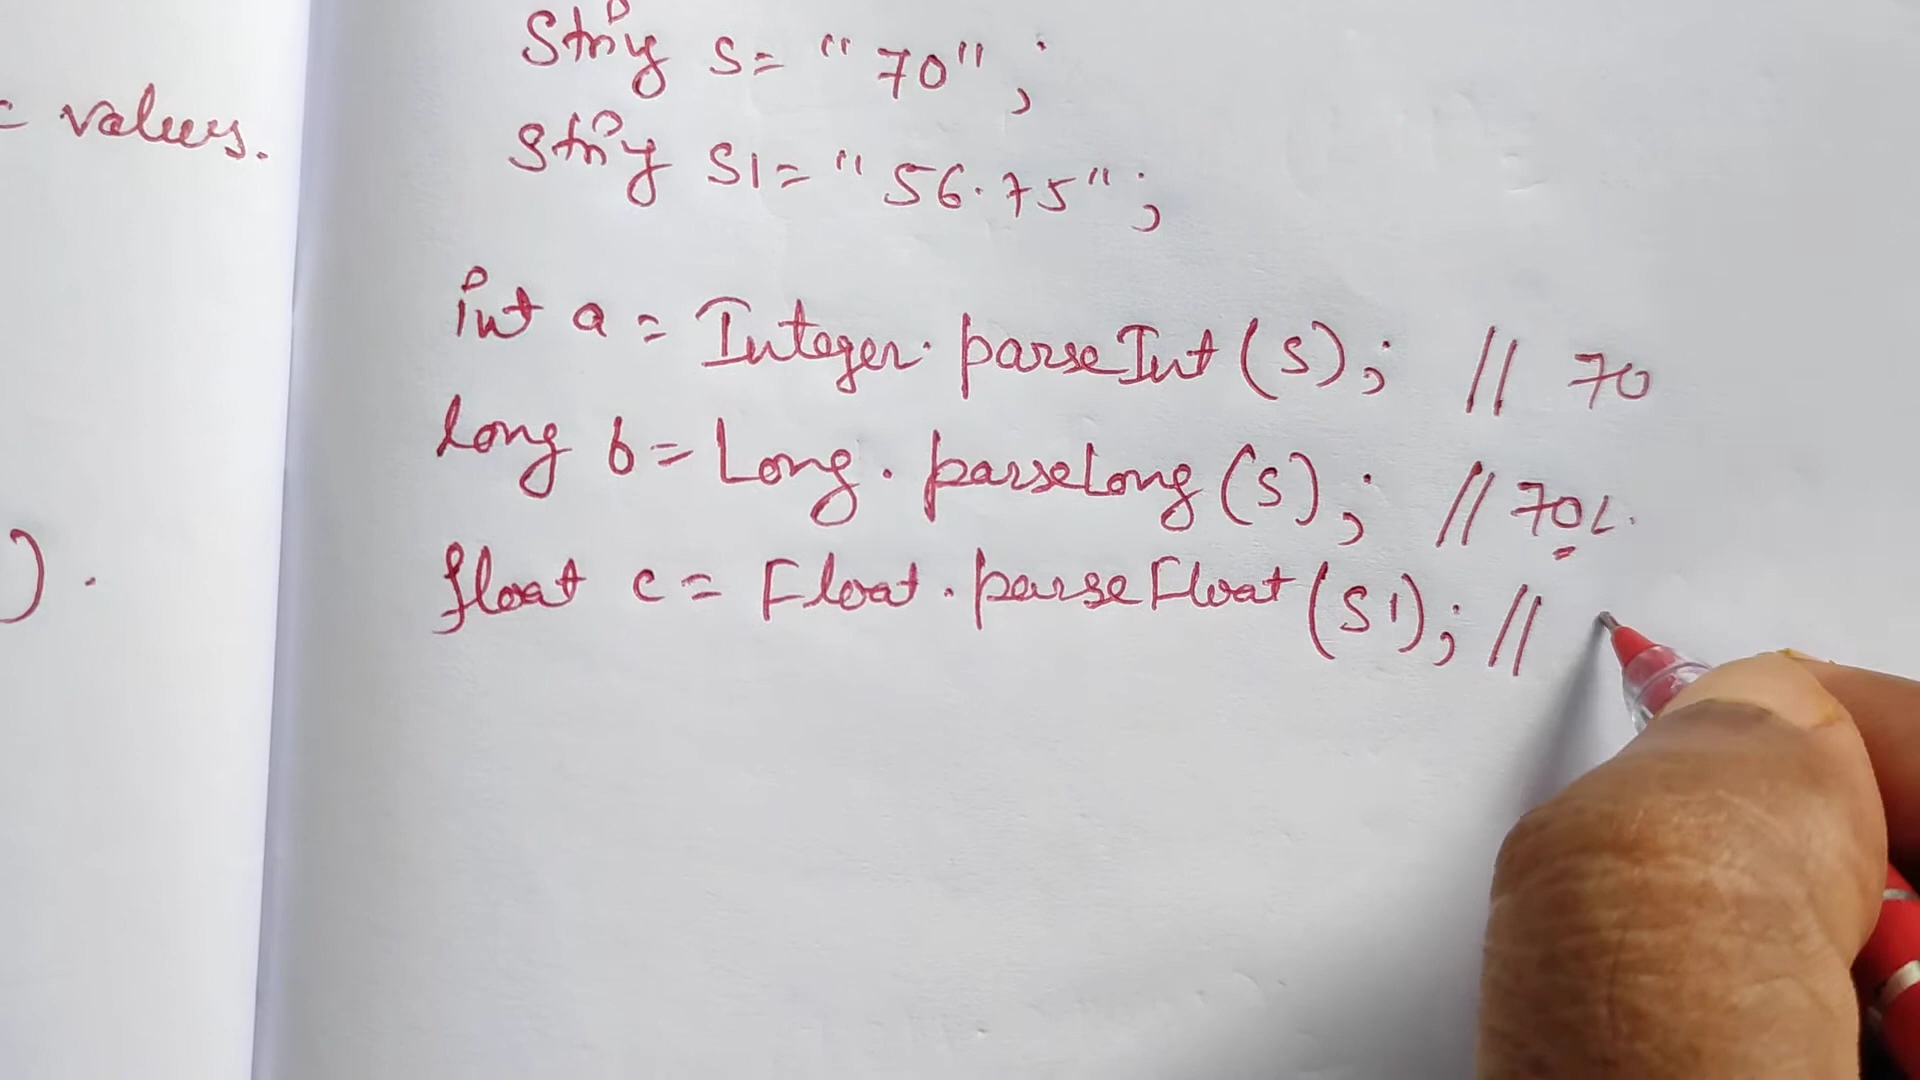 String s= "70";
String s1= "56.75";
= values.
int a = Integer.parseInt(s); // 70
long b = Long.parseLong(s); // 70L.
float c = Float.parseFloat(s1); //
).